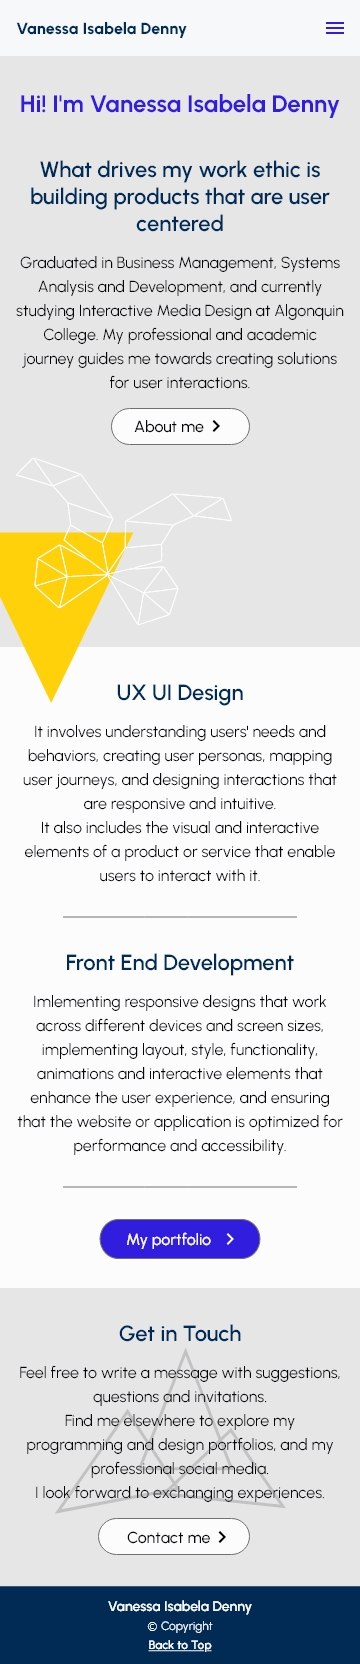 Vanessa Isabela Denny
Hi! I'm Vanessa Isabela Denny
What drives my work ethic is
building products that are user
centered
Graduated in Business Management, Systems
Analysis and Development, and currently
studying Interactive Media Design at Algonquin
College. My professional and academic
journey guides me towards creating solutions
for user interactions.
About me
UX UI Design
It involves understanding users' needs and
behaviors, creating user personas, mapping
user journeys, and designing interactions that
are responsive and intuitive.
It also includes the visual and interactive
elements of a product or service that enable
users to interact with it.
Front End Development
Imlementing responsive designs that work
across different devices and screen sizes,
implementing layout, style, functionality,
animations and interactive elements that
enhance the user experience, and ensuring
that the website or application is optimized for
performance and accessibility.
My portfolio
Get in Touch
Feel free to write a message with suggestions,
questions and invitations.
Find me elsewhere to explore my
programming and design portfolios, and my
professional social media.
I look forward to exchanging experiences.
Contact me
Vanessa Isabela Denny
© Copyright
Back to Top